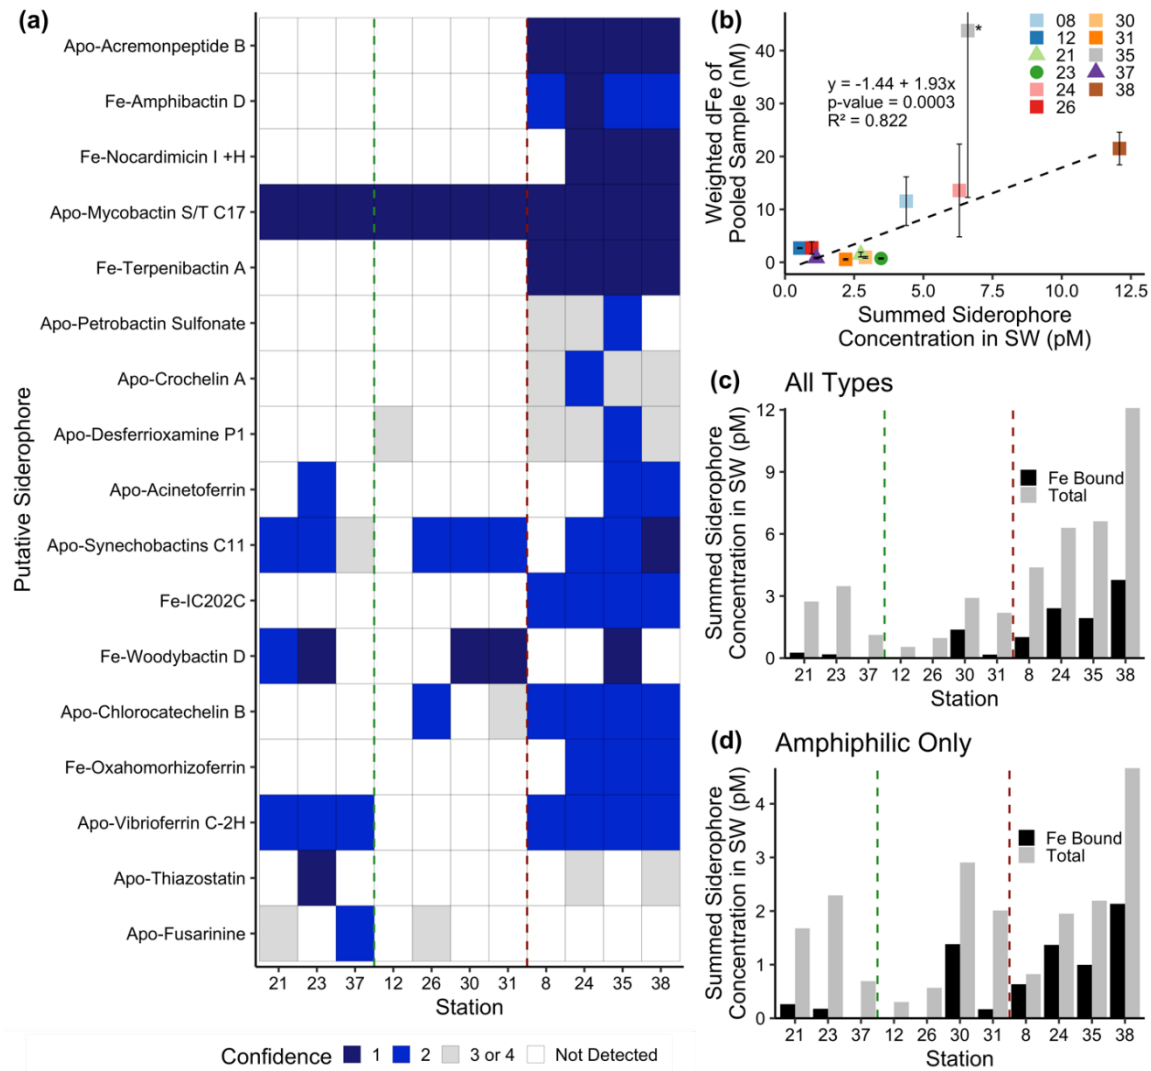 (a)
Putative Siderophore
Apo-Acremonpeptide B
Fe-Amphibactin D
Fe-Nocardimicin I +H
Apo-Mycobactin S/T C17
Fe-Terpenibactin A
Apo-Petrobactin Sulfonate
Apo-Crochelin A
Apo-Desferrioxamine P1
Apo-Acinetoferrin
Apo-Synechobactins C11
Fe-IC202C
Fe-Woodybactin D
Apo-Chlorocatechelin B
Fe-Oxahomorhizoferrin
Apo-Vibrioferrin C-2H
Apo-Thiazostatin
Apo-Fusarinine
21 23 37 12 26 30 31 8 24 35 38
Station
Confidence 1 2 3 or 4 Not Detected
(b)
Weighted dFe of
Pooled Sample (nM)
40
30
20
10
0
y = -1.44 + 1.93x
p-value = 0.0003
R² = 0.822
*
08 30
12 31
21 35
23 37
24 38
26
0.0 2.5 5.0 7.5 10.0 12.5
Summed Siderophore
Concentration in SW (pM)
(c) All Types
Summed Siderophore
Concentration in SW (pM)
12
9
6
3
0
Fe Bound
Total
21 23 37 12 26 30 31 8 24 35 38
Station
(d) Amphiphilic Only
Summed Siderophore
Concentration in SW (pM)
4
3
2
1
0
Fe Bound
Total
21 23 37 12 26 30 31 8 24 35 38
Station